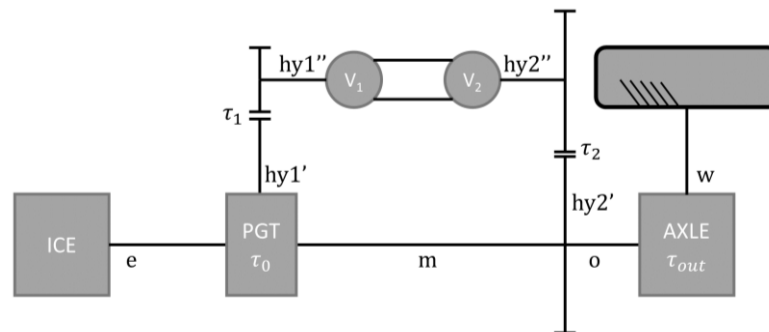 hy1'' V₁ V₂ hy2''
τ₁
τ₂
hy1'
w
hy2'
ICE
PGT
τ₀
AXLE
τₒᵤₜ
e
m
o